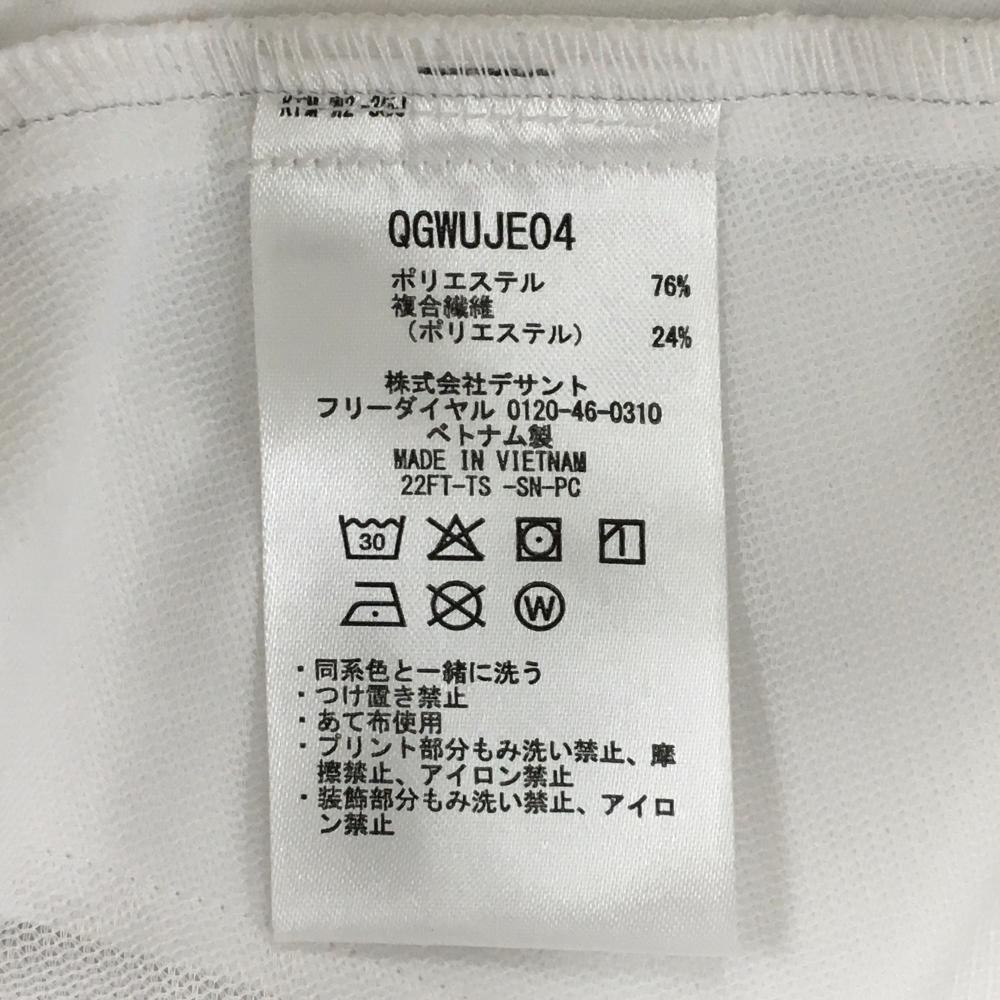 QGWUJE04
ポリエステル 76%
複合繊維
(ポリエステル) 24%
株式会社デサント
フリーダイヤル 0120-46-0310
ベトナム製
MADE IN VIETNAM
22FT-TS -SN-PC
30
W
・同系色と一緒に洗う
・つけ置き禁止
・あて布使用
・プリント部分もみ洗い禁止、摩
擦禁止、アイロン禁止
・装飾部分もみ洗い禁止、アイロ
ン禁止